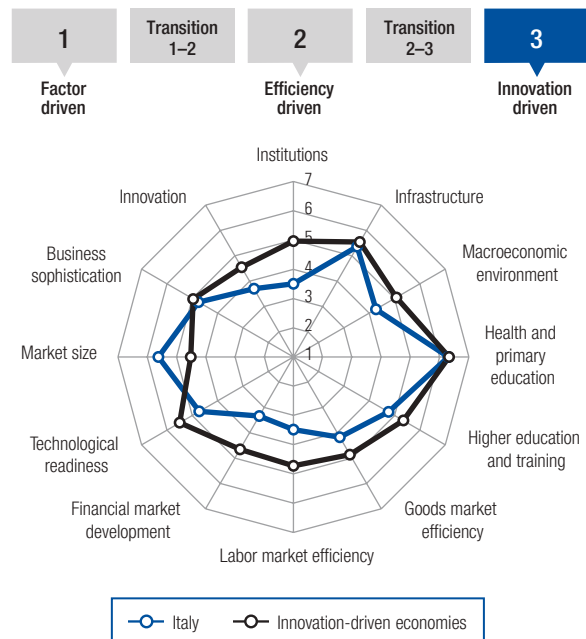 1
Transition
1–2
2
Transition
2–3
3
Factor
driven
Efficiency
driven
Innovation
driven
Institutions
7
Innovation
6
Infrastructure
5
Business
sophistication
4
Macroeconomic
environment
3
2
Market size
1
Health and
primary
education
Technological
readiness
Higher education
and training
Financial market
development
Goods market
efficiency
Labor market efficiency
Italy
Innovation-driven economies